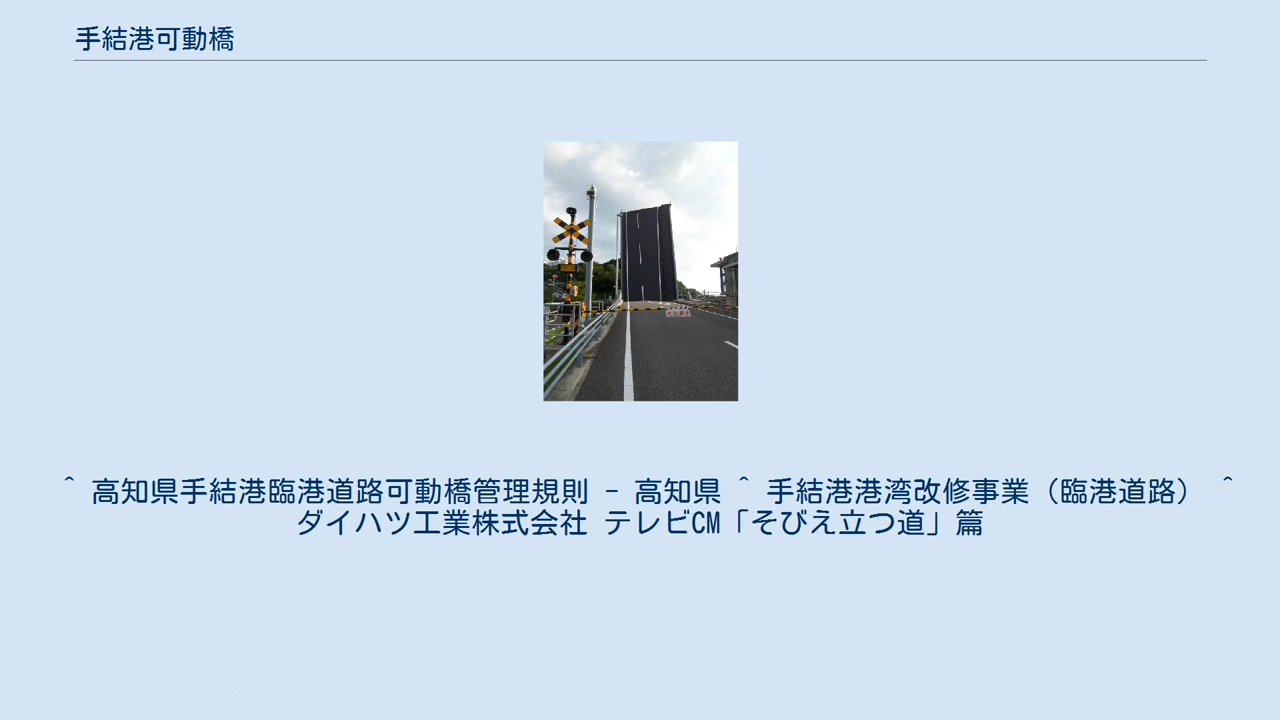 手結港可動橋
^ 高知県手結港臨港道路可動橋管理規則 - 高知県 ^ 手結港港湾改修事業（臨港道路） ^
ダイハツ工業株式会社 テレビCM「そびえ立つ道」篇